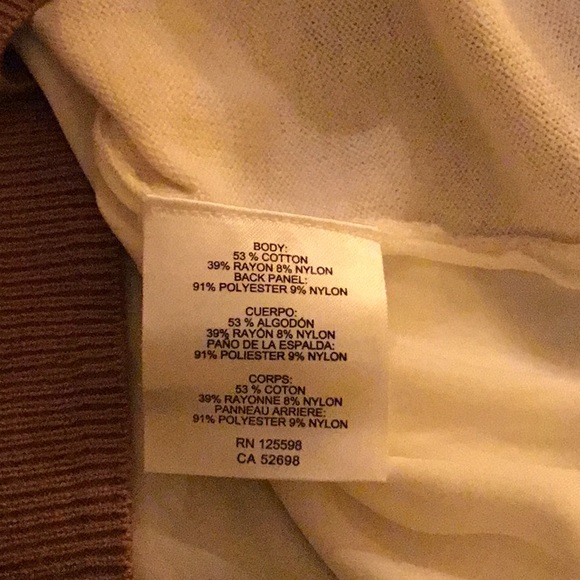 BODY:
53 % COTTON
39% RAYON 8% NYLON
BACK PANEL:
91% POLYESTER 9% NYLON
CUERPO:
53 % ALGODÓN
39% RAYÓN 8% NYLON
PAÑO DE LA ESPALDA:
91% POLIESTER 9% NYLON
CORPS:
53 % COTON
39% RAYONNE 8% NYLON
PANNEAU ARRIERE:
91% POLYESTER 9% NYLON
RN 125598
CA 52698